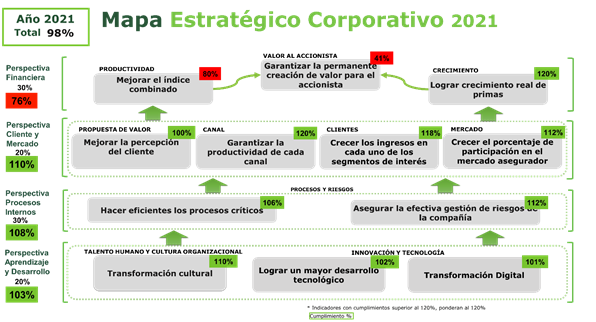 Año 2021
Total 98%
Mapa Estratégico Corporativo 2021
Perspectiva
Financiera
30%
76%
PRODUCTIVIDAD
80%
Mejorar el índice
combinado
VALOR AL ACCIONISTA
41%
Garantizar la permanente
creación de valor para el
accionista
CRECIMIENTO
120%
Lograr crecimiento real de
primas
Perspectiva
Cliente y
Mercado
20%
110%
PROPUESTA DE VALOR
100%
Mejorar la percepción
del cliente
CANAL
120%
Garantizar la
productividad de cada
canal
CLIENTES
118%
Crecer los ingresos en
cada uno de los
segmentos de interés
MERCADO
112%
Crecer el porcentaje de
participación en el
mercado asegurador
Perspectiva
Procesos
Internos
30%
108%
PROCESOS Y RIESGOS
106%
Hacer eficientes los procesos críticos
112%
Asegurar la efectiva gestión de riesgos de
la compañía
Perspectiva
Aprendizaje
y Desarrollo
20%
103%
TALENTO HUMANO Y CULTURA ORGANIZACIONAL
110%
Transformación cultural
INNOVACIÓN Y TECNOLOGÍA
102%
Lograr un mayor desarrollo
tecnológico
101%
Transformación Digital
* Indicadores con cumplimientos superior al 120%, ponderan al 120%
Cumplimiento %